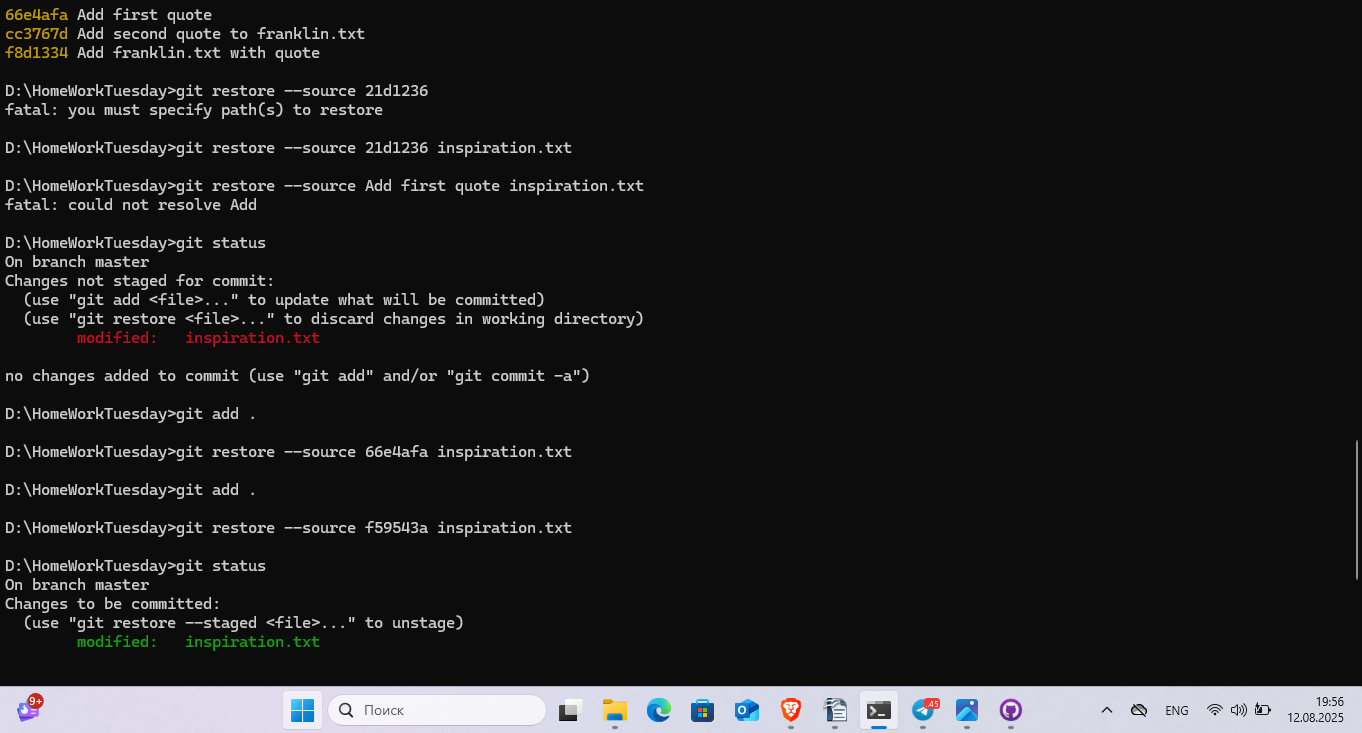 66e4afa Add first quote
cc3767d Add second quote to franklin.txt
f8d1334 Add franklin.txt with quote
D:\HomeWorkTuesday>git restore --source 21d1236
fatal: you must specify path(s) to restore
D:\HomeWorkTuesday>git restore --source 21d1236 inspiration.txt
D:\HomeWorkTuesday>git restore --source Add first quote inspiration.txt
fatal: could not resolve Add
D:\HomeWorkTuesday>git status
On branch master
Changes not staged for commit:
  (use "git add <file>..." to update what will be committed)
  (use "git restore <file>..." to discard changes in working directory)
        modified:   inspiration.txt
no changes added to commit (use "git add" and/or "git commit -a")
D:\HomeWorkTuesday>git add .
D:\HomeWorkTuesday>git restore --source 66e4afa inspiration.txt
D:\HomeWorkTuesday>git add .
D:\HomeWorkTuesday>git restore --source f59543a inspiration.txt
D:\HomeWorkTuesday>git status
On branch master
Changes to be committed:
  (use "git restore --staged <file>..." to unstage)
        modified:   inspiration.txt
9+
Поиск
.45
ENG
19:56
12.08.2025